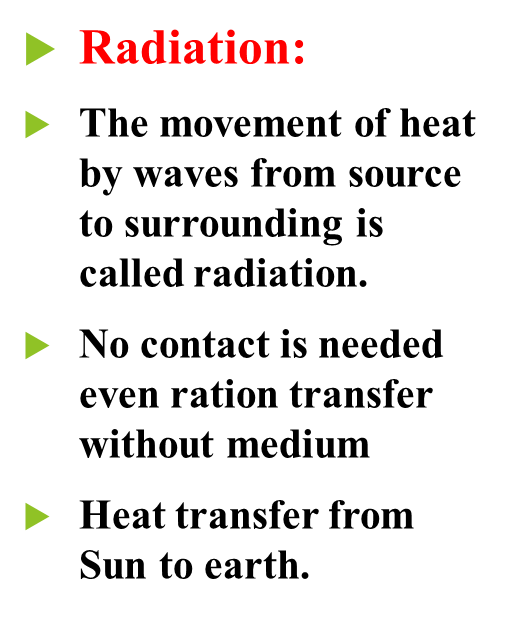 Radiation:
The movement of heat
by waves from source
to surrounding is
called radiation.
No contact is needed
even ration transfer
without medium
Heat transfer from
Sun to earth.